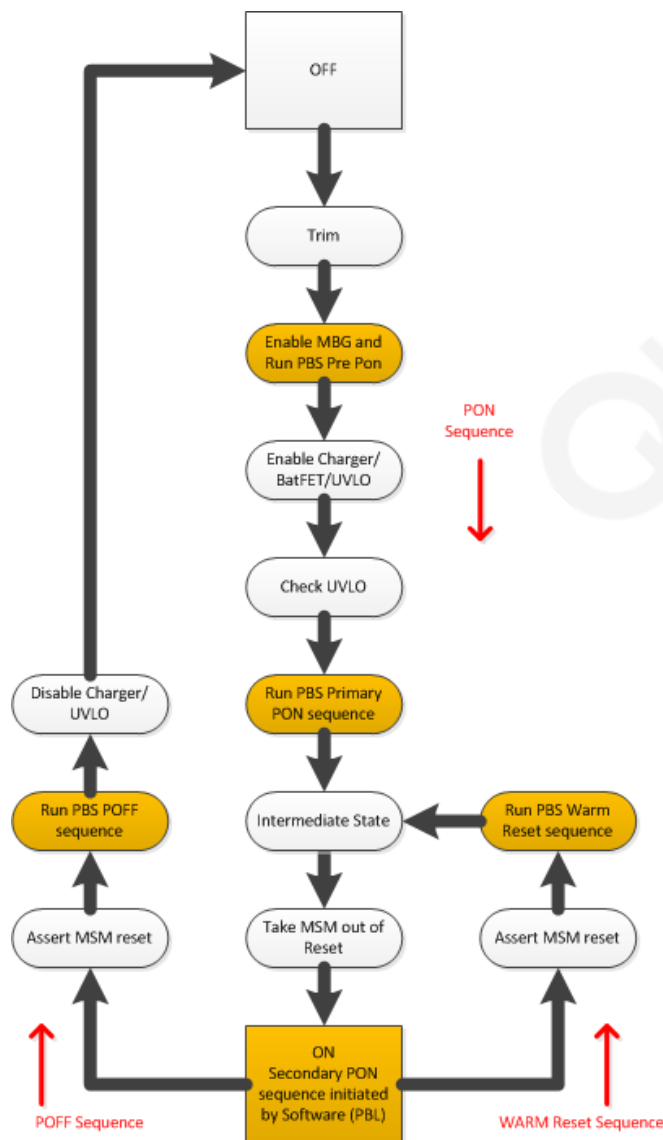 OFF
Trim
Enable MBG and
Run PBS Pre Pon
PON
Sequence
Enable Charger/
BatFET/UVLO
Check UVLO
Disable Charger/
UVLO
Run PBS Primary
PON sequence
Run PBS POFF
sequence
Intermediate State
Run PBS Warm
Reset sequence
Assert MSM reset
Take MSM out of
Reset
Assert MSM reset
ON
Secondary PON
sequence initiated
by Software (PBL)
POFF Sequence
WARM Reset Sequence